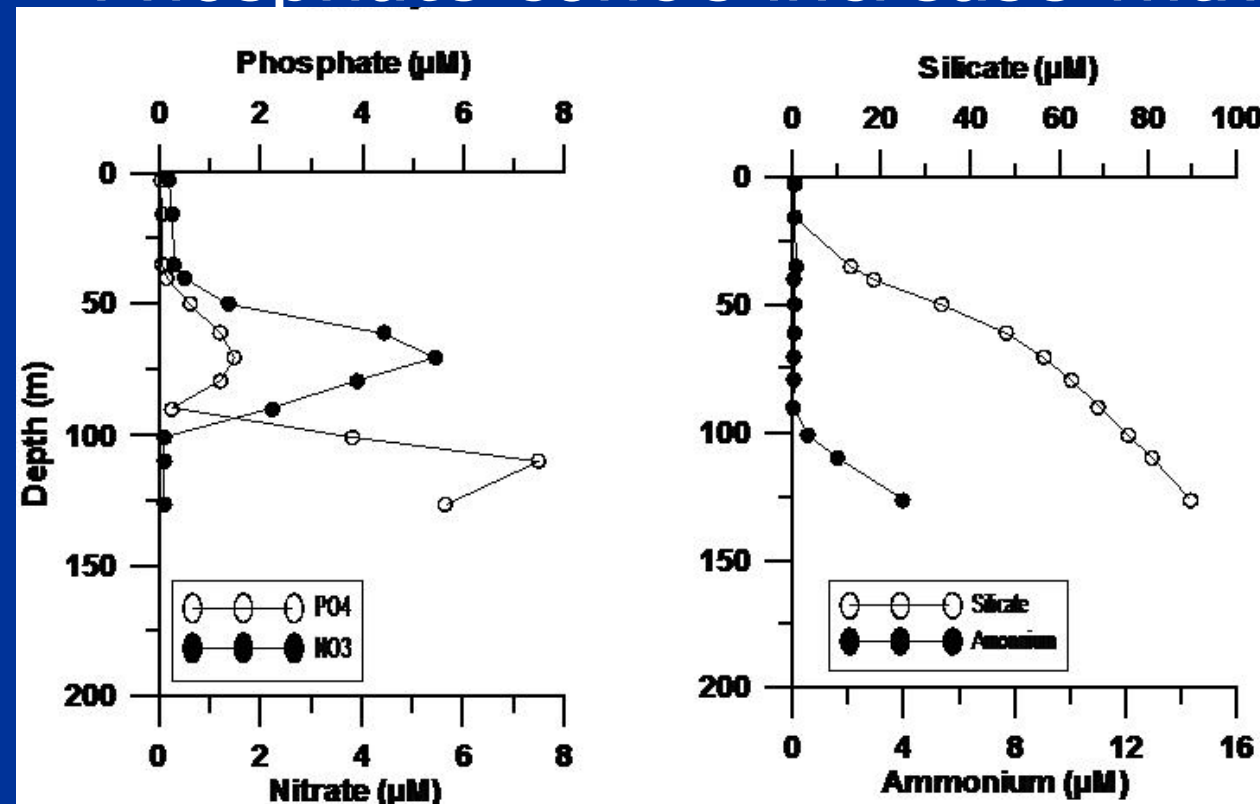 Phosphate (µM)
0 2 4 6 8
0
50
100
150
200
Depth (m)
PO4
NO3
0 2 4 6 8
Nitrate (µM)
Silicate (µM)
0 20 40 60 80 100
0
50
100
150
200
Silicate
Amonium
0 4 8 12 16
Ammonium (µM)